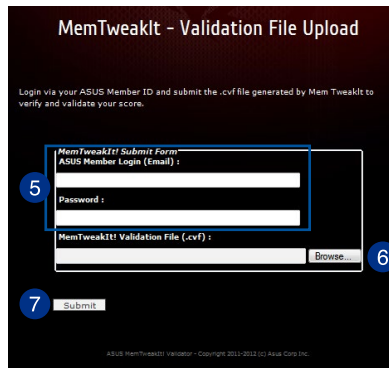 MemTweakIt - Validation File Upload
Login via your ASUS Member ID and submit the .cvf file generated by Mem TweakIt to
verify and validate your score.
MemTweakIt! Submit Form
ASUS Member Login (Email) :
5
Password :
MemTweakIt! Validation File (.cvf) :
Browse...
6
7
Submit
ASUS MemTweakIt! Validator - Copyright 2011-2012 (c) Asus Corp Inc.